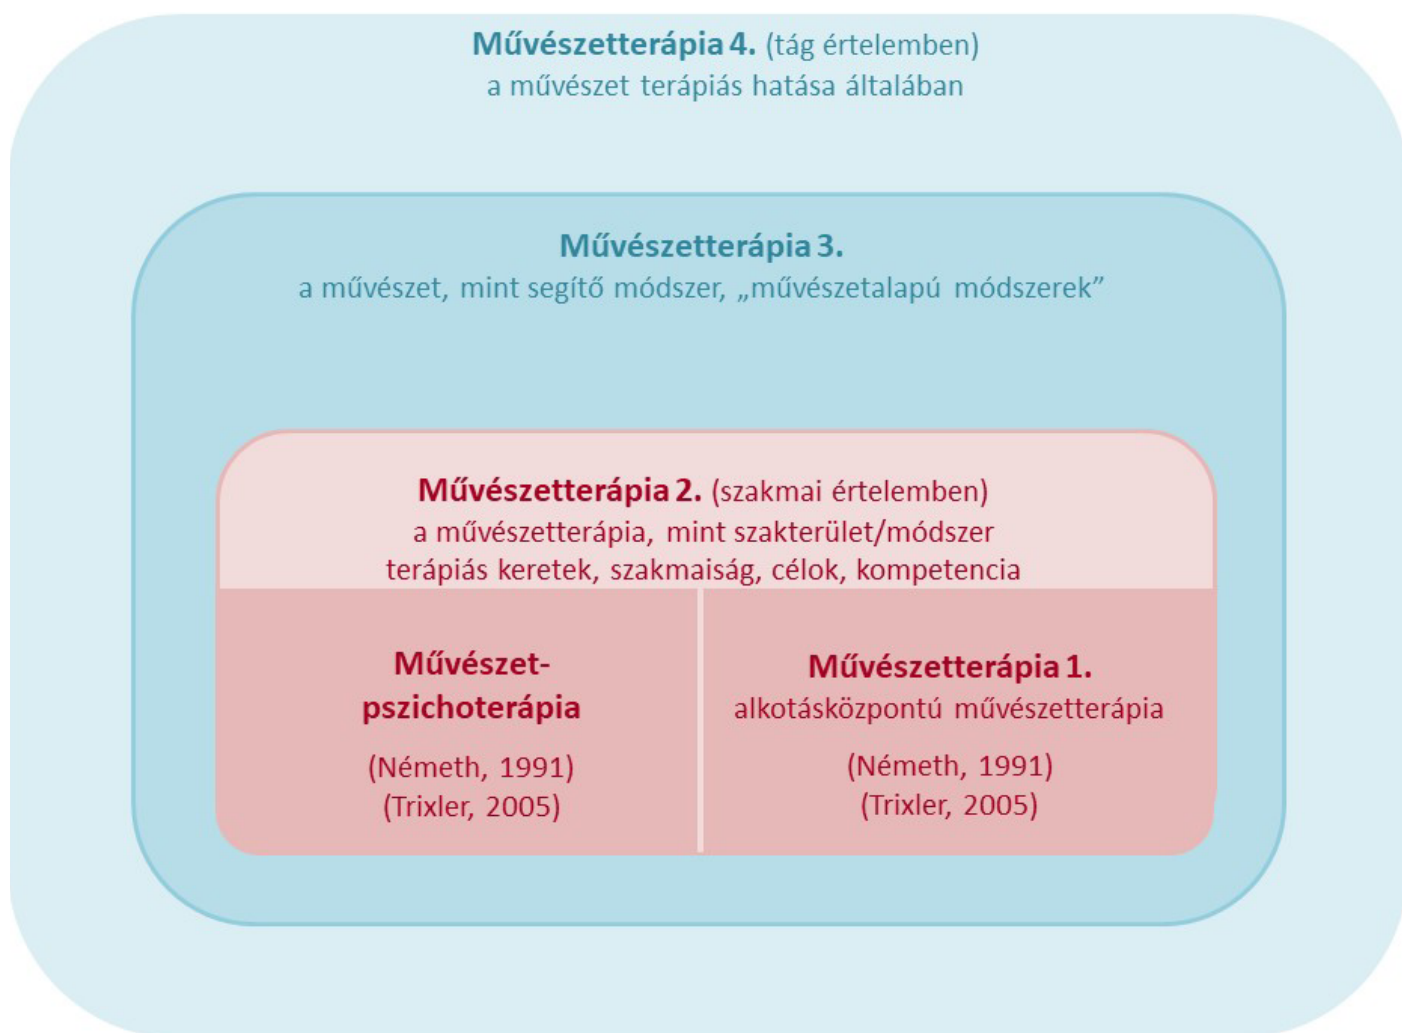 Művészetterápia 4. (tág értelemben)
a művészet terápiás hatása általában
Művészetterápia 3.
a művészet, mint segítő módszer, „művészetalapú módszerek”
Művészetterápia 2. (szakmai értelemben)
a művészetterápia, mint szakterület/módszer
terápiás keretek, szakmaiság, célok, kompetencia
Művészet-
pszichoterápia
(Németh, 1991)
(Trixler, 2005)
Művészetterápia 1.
alkotásközpontú művészetterápia
(Németh, 1991)
(Trixler, 2005)